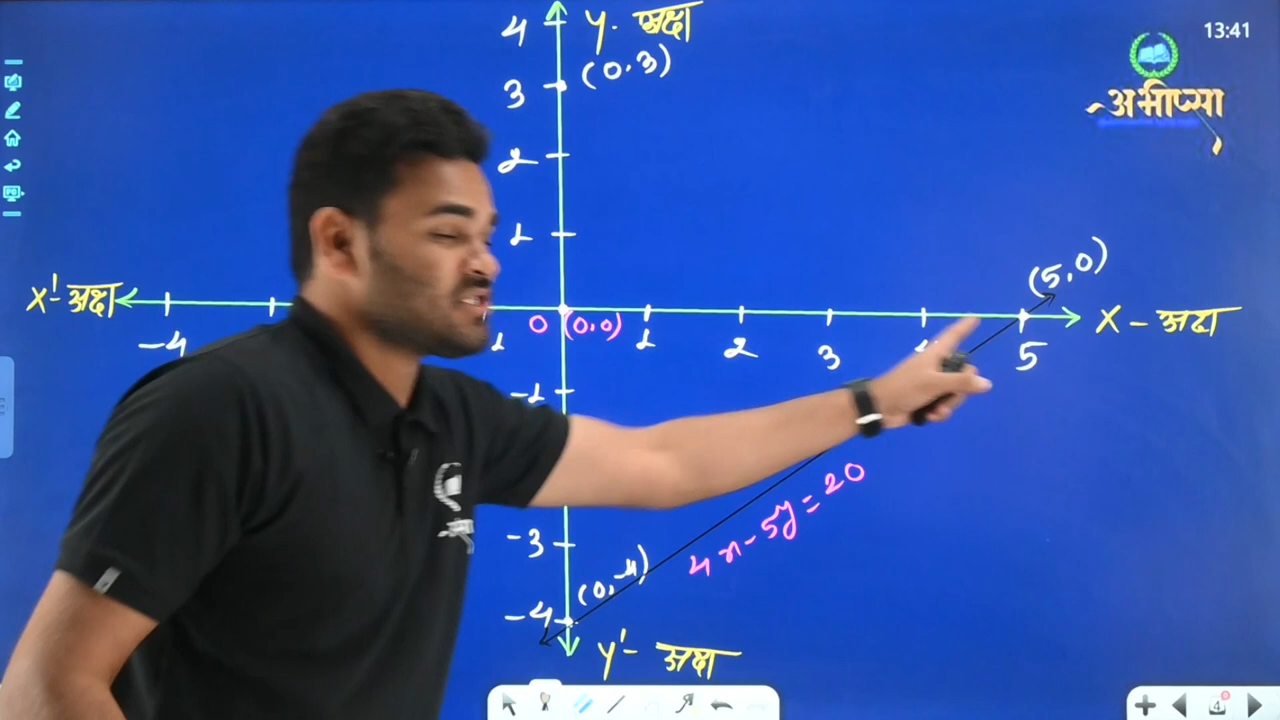 4 y- अक्ष
13:41
(0.3)
3
अभीप्सा
2
1
(5,0)
x'- अक्ष
0 (0,0)
x - अक्ष
-4 1 2 3 5
-1
4x-5y=20
-3
(0,-4)
-4
y'- अक्ष
4